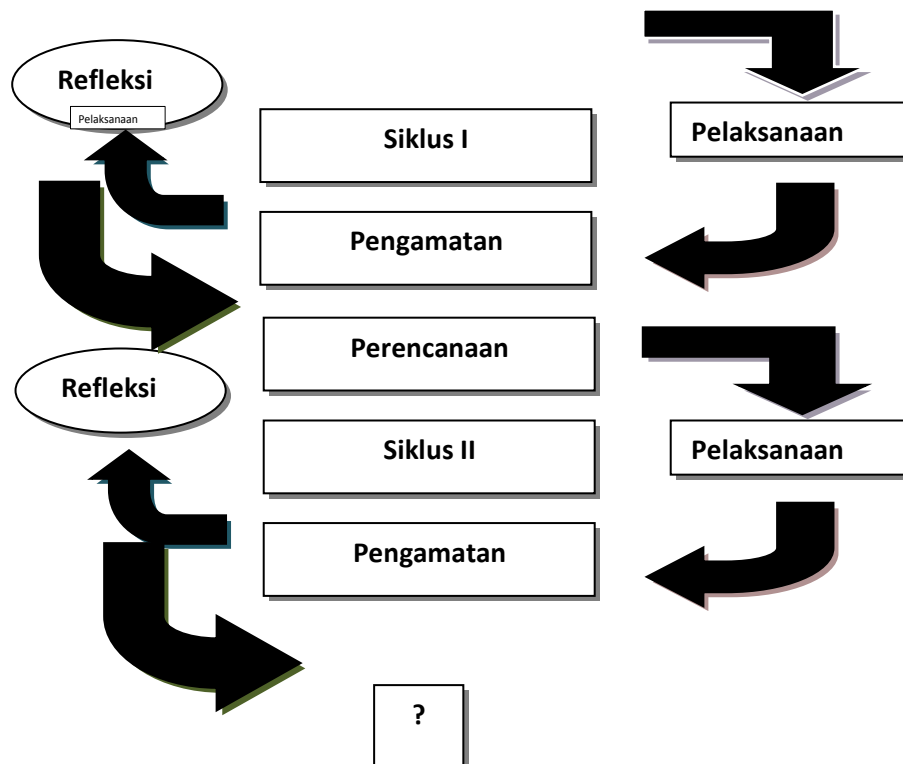 Refleksi
Pelaksanaan
Siklus I
Pelaksanaan
Pengamatan
Perencanaan
Refleksi
Siklus II
Pelaksanaan
Pengamatan
?